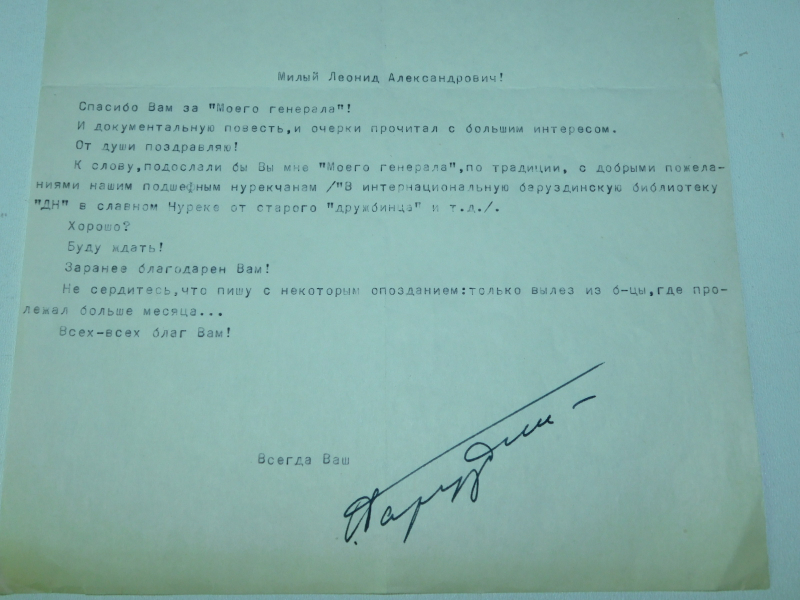 Милый Леонид Александрович!
Спасибо Вам за "Моего генерала"!
И документальную повесть,и очерки прочитал с большим интересом.
От души поздравляю!
К слову,подослали бы Вы мне "Моего генерала",по традиции, с добрыми пожела-
ниями нашим подшефным нурекчанам /"В интернациональную баруздинскую библиотеку
"ДН" в славном Чуреке от старого "дружбинца" и т.д./.
Хорошо?
Буду ждать!
Заранее благодарен Вам!
Не сердитесь,что пишу с некоторым опозданием:только вылез из б-цы,где про-
лежал больше месяца...
Всех-всех благ Вам!
Всегда Ваш
С.Баруздин